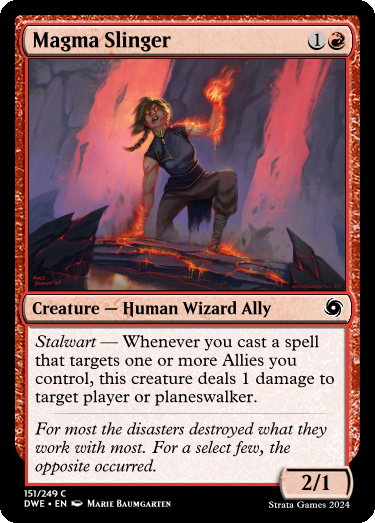 Magma Slinger 1
Creature — Human Wizard Ally
Stalwart — Whenever you cast a spell
that targets one or more Allies you
control, this creature deals 1 damage to
target player or planeswalker.
For most the disasters destroyed what they
work with most. For a select few, the
opposite occurred.
2/1
151/249 C
DWE • EN MARIE BAUMGARTEN
Strata Games 2024